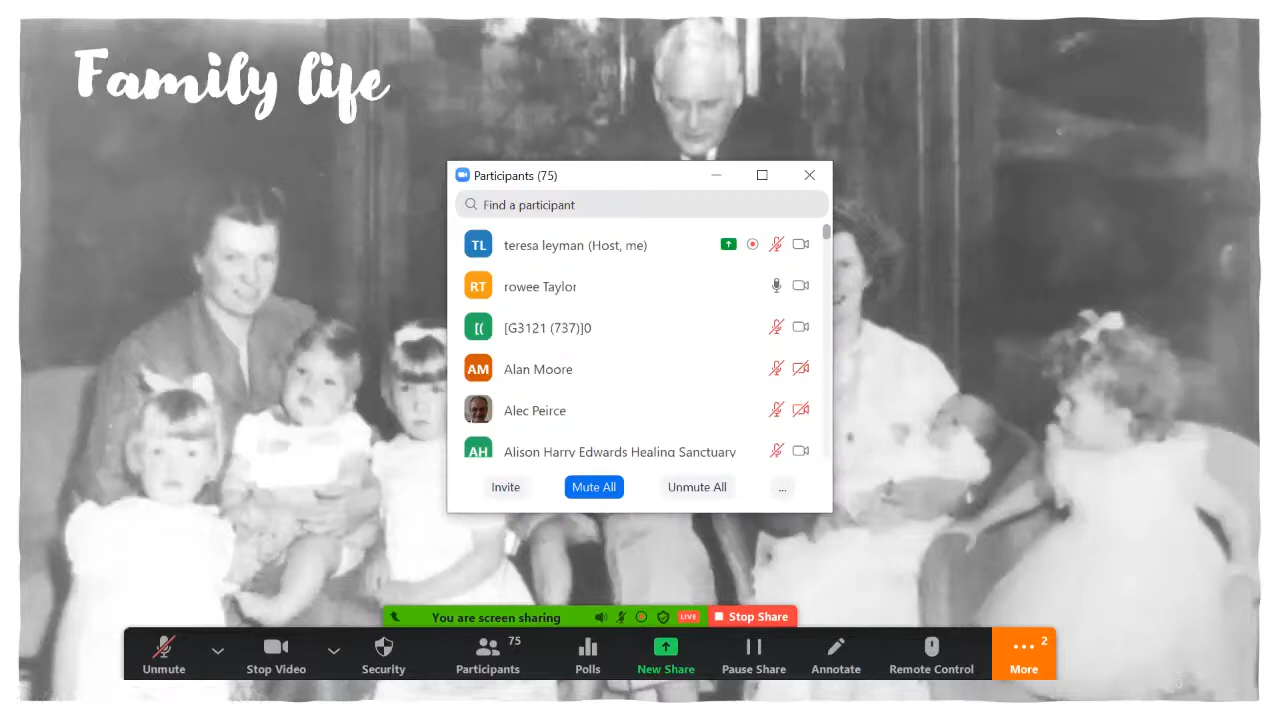 Family life
Participants (75)
Find a participant
TL teresa leyman (Host, me)
RT rowee Taylor
[( [G3121 (737)]0
AM Alan Moore
Alec Peirce
AH Alison Harry Edwards Healing Sanctuary
Invite Mute All Unmute All ...
You are screen sharing LIVE Stop Share
75 2
Unmute Stop Video Security Participants Polls New Share Pause Share Annotate Remote Control More